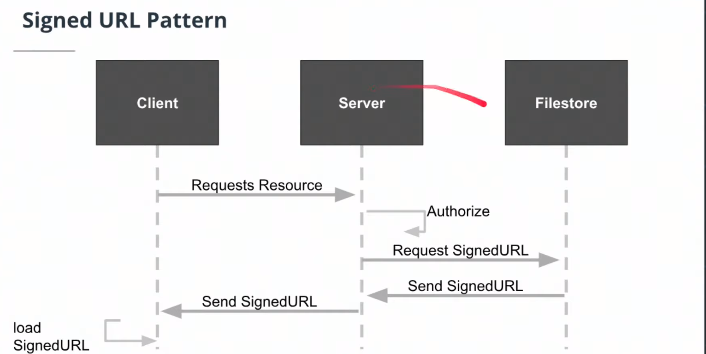 Signed URL Pattern
Client
Server
Filestore
Requests Resource
Authorize
Request SignedURL
Send SignedURL
Send SignedURL
load
SignedURL